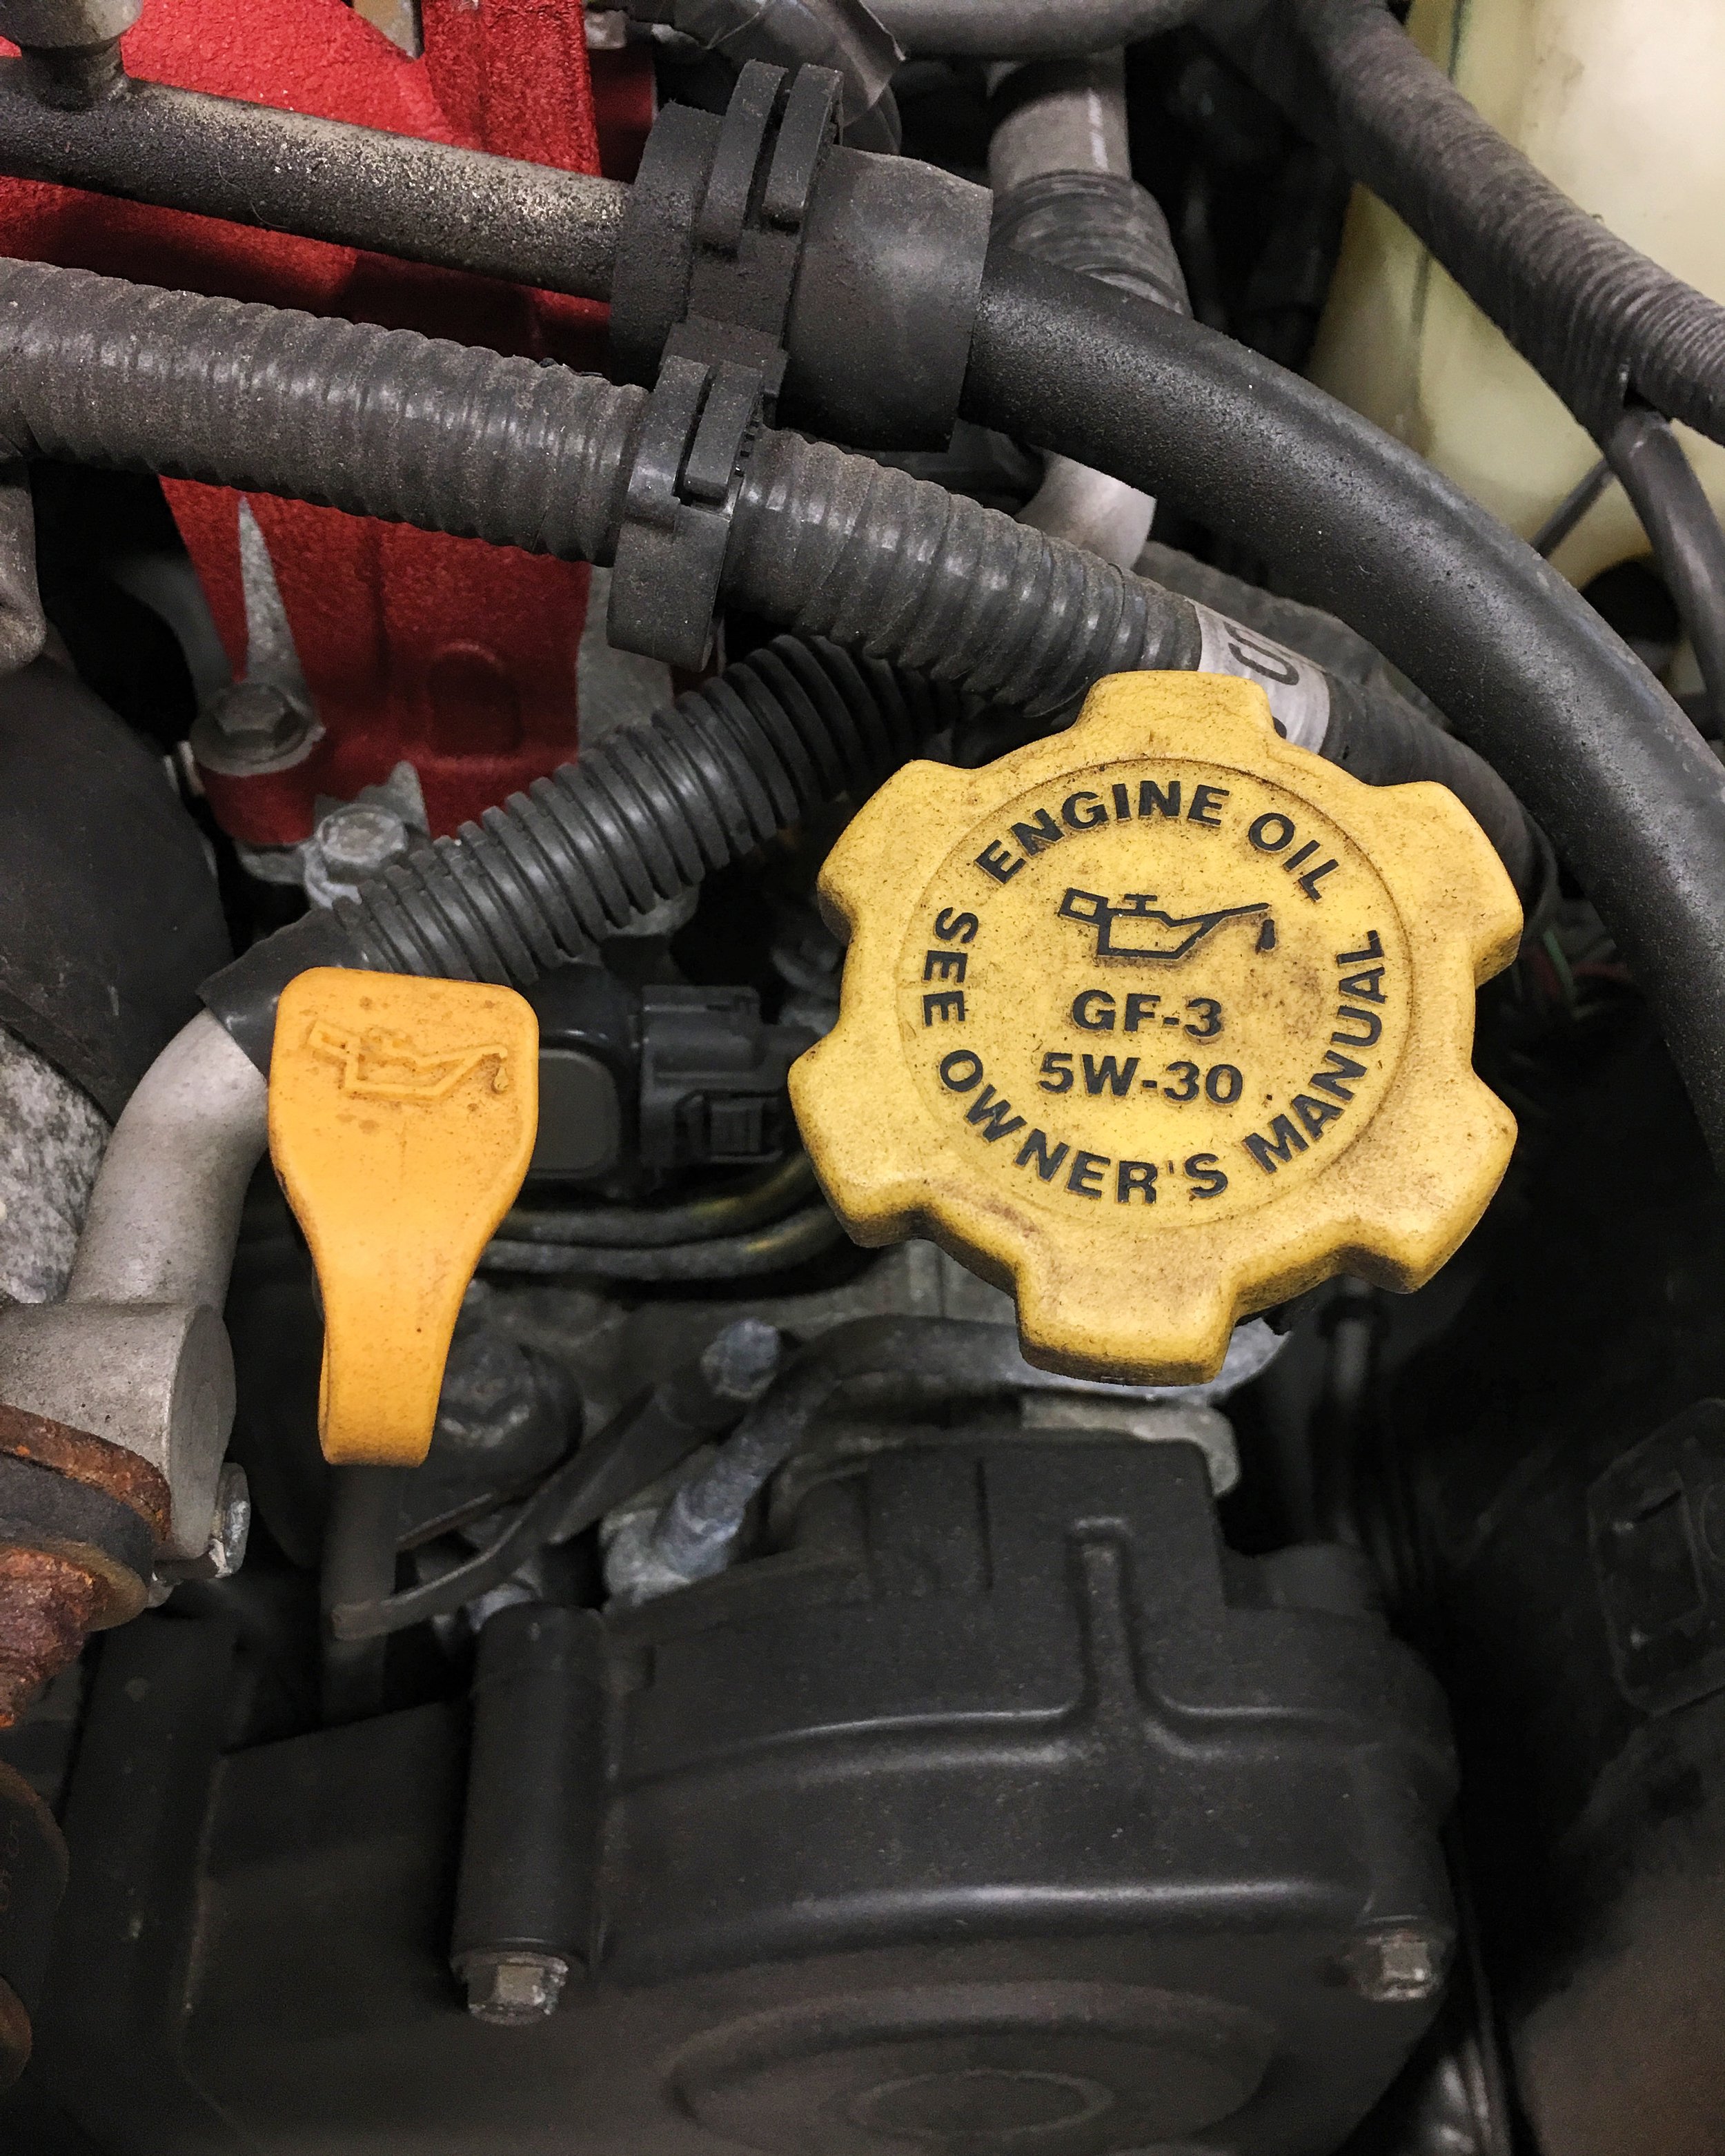 ENGINE OIL
GF-3
5W-30
SEE OWNER'S MANUAL